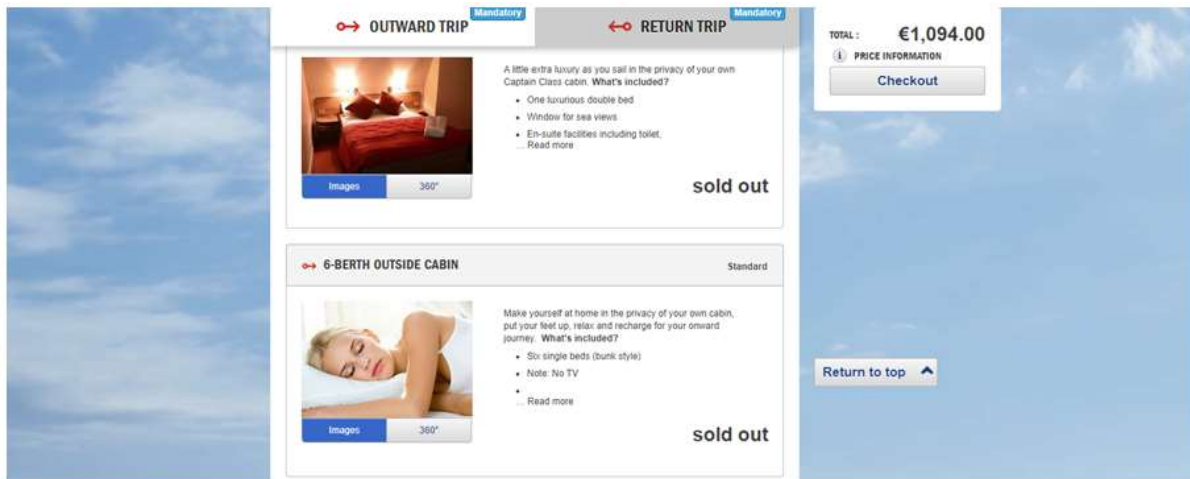 Mandatory
OUTWARD TRIP
Mandatory
RETURN TRIP
TOTAL : €1,094.00
i PRICE INFORMATION
Checkout
A little extra luxury as you sail in the privacy of your own
Captain Class cabin. What's included?
• One luxurious double bed
• Window for sea views
• En-suite facilities including toilet,
... Read more
Images 360°
sold out
6-BERTH OUTSIDE CABIN
Standard
Make yourself at home in the privacy of your own cabin,
put your feet up, relax and recharge for your onward
journey. What's included?
• Six single beds (bunk style)
• Note: No TV
•
... Read more
Images 360°
sold out
Return to top